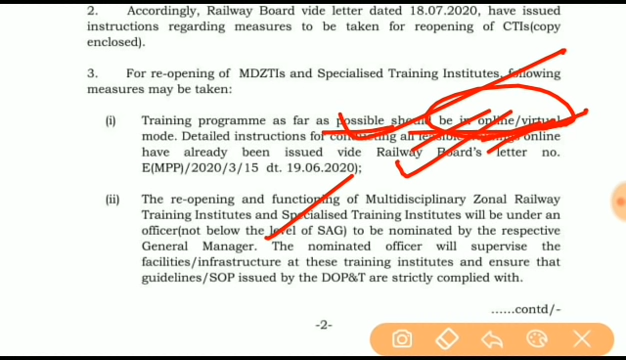 2. Accordingly, Railway Board vide letter dated 18.07.2020, have issued
instructions regarding measures to be taken for reopening of CTIs(copy
enclosed).
3. For re-opening of MDZTIs and Specialised Training Institutes, following
measures may be taken:
(i) Training programme as far as possible should be in online/virtual
mode. Detailed instructions for conducting all online
have already been issued vide Railway Board's letter no.
E(MPP)/2020/3/15 dt. 19.06.2020);
(ii) The re-opening and functioning of Multidisciplinary Zonal Railway
Training Institutes and Specialised Training Institutes will be under an
officer(not below the level of SAG) to be nominated by the respective
General Manager. The nominated officer will supervise the
facilities/infrastructure at these training institutes and ensure that
guidelines/SOP issued by the DOP&T are strictly complied with.
......contd/-
-2-